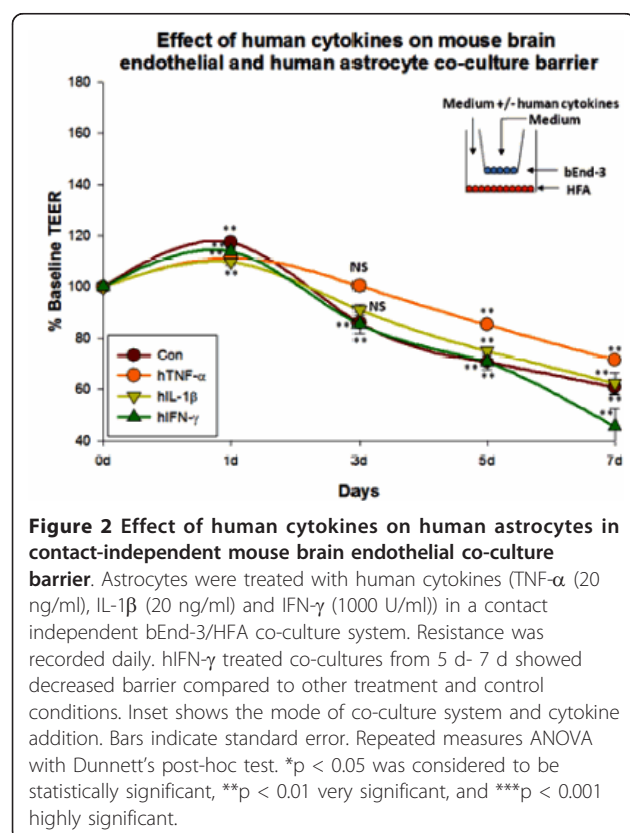 Effect of human cytokines on mouse brain
endothelial and human astrocyte co-culture barrier
180
160
140
120
100
80
60
40
% Baseline TEER
Medium +/- human cytokines
Medium
bEnd-3
HFA
**
**
**
**
NS
NS
**
**
**
**
**
**
**
**
**
**
Con
hTNF-α
hIL-1β
hIFN-γ
0d
1d
3d
5d
7d
Days
Figure 2 Effect of human cytokines on human astrocytes in
contact-independent mouse brain endothelial co-culture
barrier. Astrocytes were treated with human cytokines (TNF-α (20
ng/ml), IL-1β (20 ng/ml) and IFN-γ (1000 U/ml)) in a contact
independent bEnd-3/HFA co-culture system. Resistance was
recorded daily. hIFN-γ treated co-cultures from 5 d- 7 d showed
decreased barrier compared to other treatment and control
conditions. Inset shows the mode of co-culture system and cytokine
addition. Bars indicate standard error. Repeated measures ANOVA
with Dunnett's post-hoc test. *p < 0.05 was considered to be
statistically significant, **p < 0.01 very significant, and ***p < 0.001
highly significant.